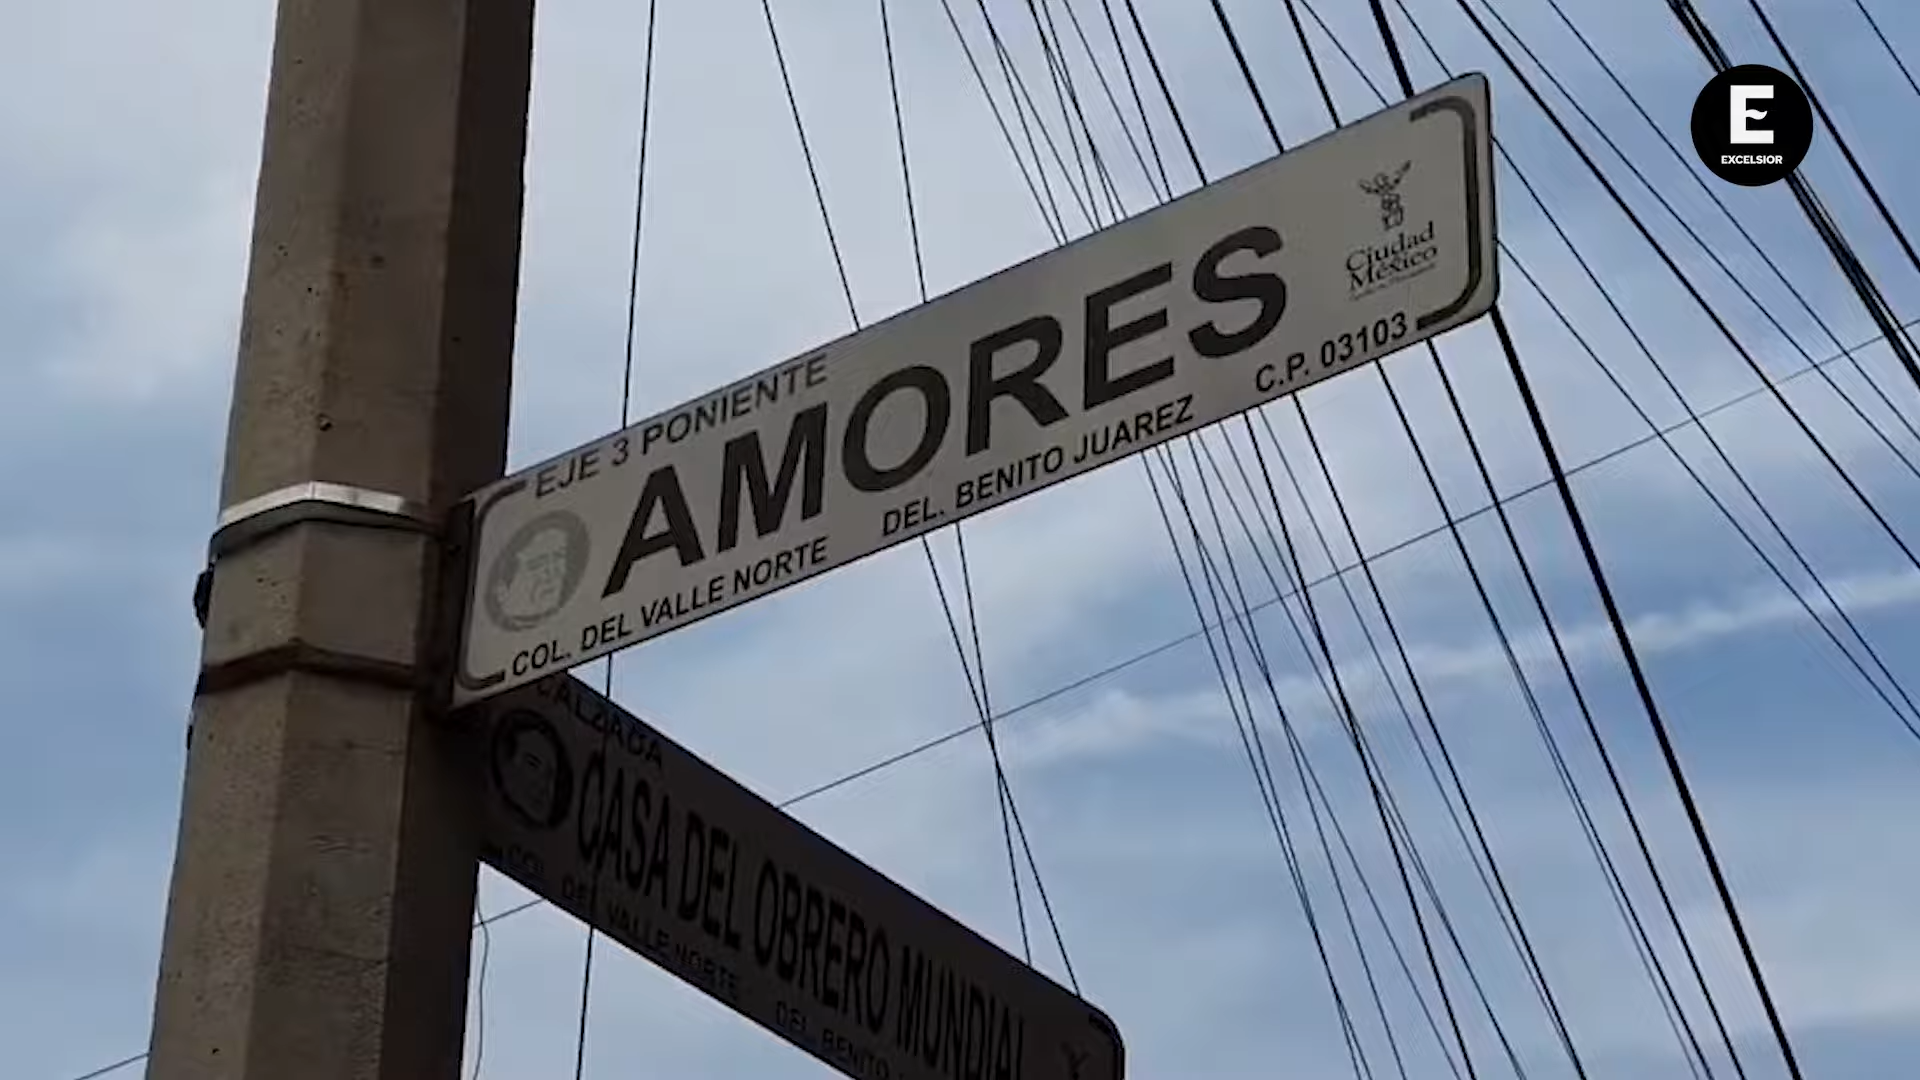 E
EXCELSIOR
EJE 3 PONIENTE
AMORES
COL. DEL VALLE NORTE DEL. BENITO JUAREZ C.P. 03103
Ciudad
México
CALZADA
CASA DEL OBRERO MUNDIAL
COL. DEL VALLE NORTE DEL. BENITO